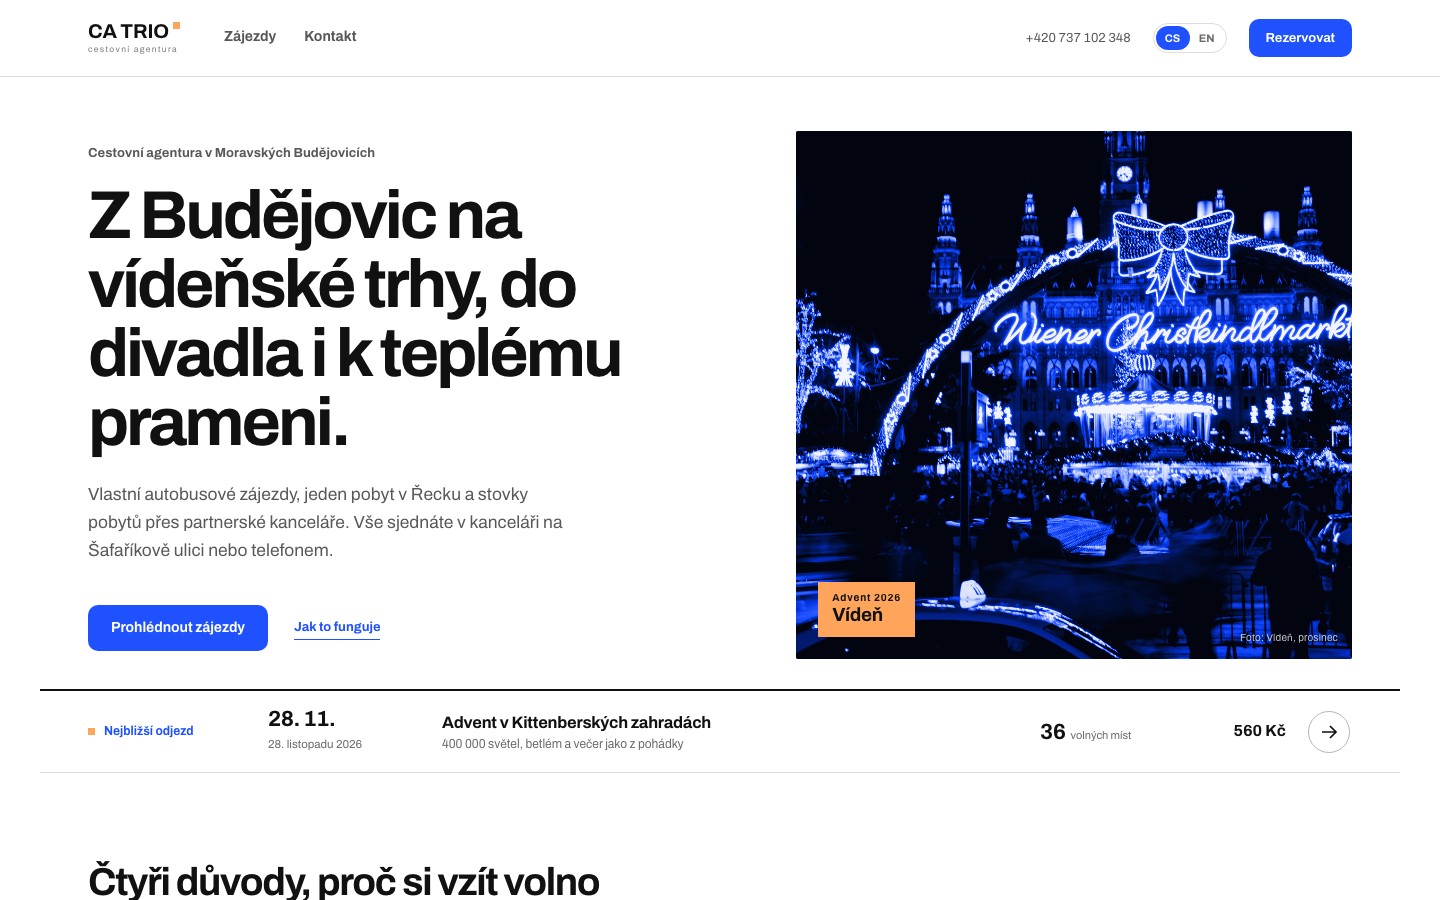 CA TRIO
cestovní agentura
Zájezdy
Kontakt
+420 737 102 348
CS
EN
Rezervovat
Cestovní agentura v Moravských Budějovicích
Z Budějovic na
vídeňské trhy, do
divadla i k teplému
prameni.
Vlastní autobusové zájezdy, jeden pobyt v Řecku a stovky
pobytů přes partnerské kanceláře. Vše sjednáte v kanceláři na
Šafaříkově ulici nebo telefonem.
Prohlédnout zájezdy
Jak to funguje
Wiener Christkindlmarkt
Advent 2026
Vídeň
Foto: Vídeň, prosinec
Nejbližší odjezd
28. 11.
28. listopadu 2026
Advent v Kittenberských zahradách
400 000 světel, betlém a večer jako z pohádky
36 volných míst
560 Kč
Čtyři důvody, proč si vzít volno